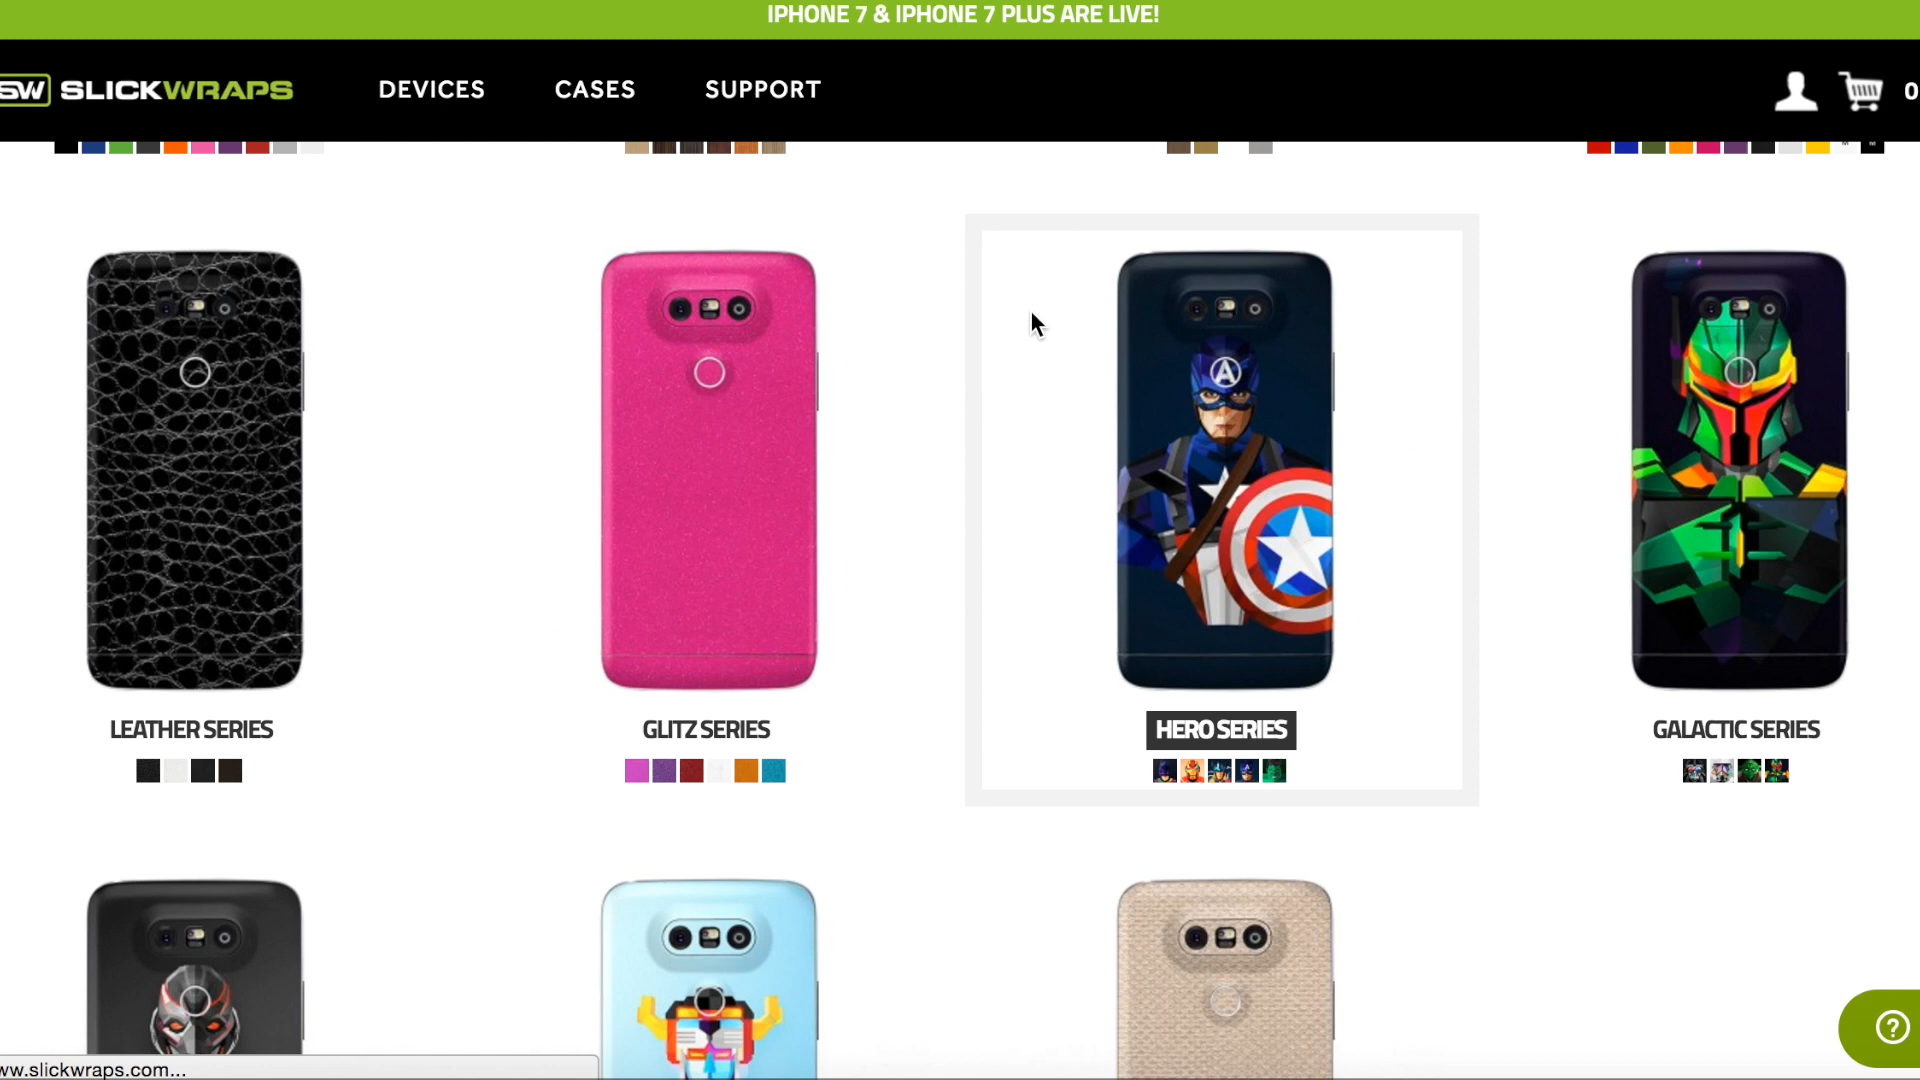 IPHONE 7 & IPHONE 7 PLUS ARE LIVE!
SW SLICKWRAPS DEVICES CASES SUPPORT 0
A
LEATHER SERIES GLITZ SERIES HERO SERIES GALACTIC SERIES
?
ww.slickwraps.com...